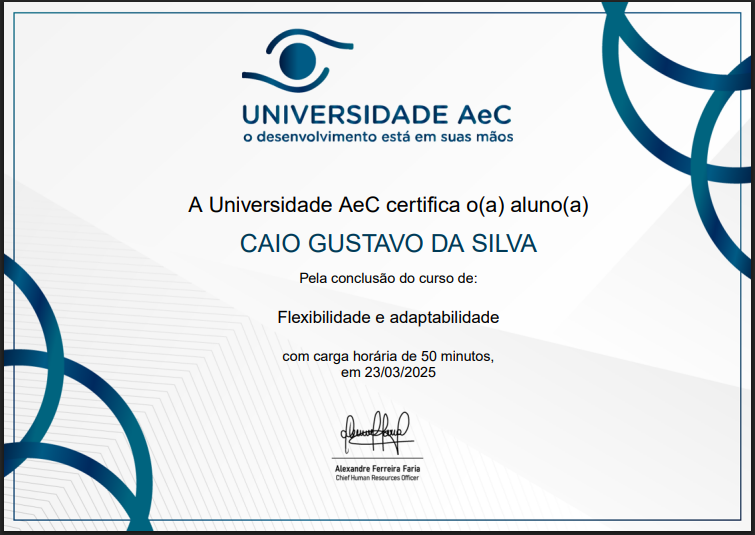 UNIVERSIDADE AeC
o desenvolvimento está em suas mãos
A Universidade AeC certifica o(a) aluno(a)
CAIO GUSTAVO DA SILVA
Pela conclusão do curso de:
Flexibilidade e adaptabilidade
com carga horária de 50 minutos,
em 23/03/2025
Alexandre Ferreira Faria
Chief Human Resources Officer